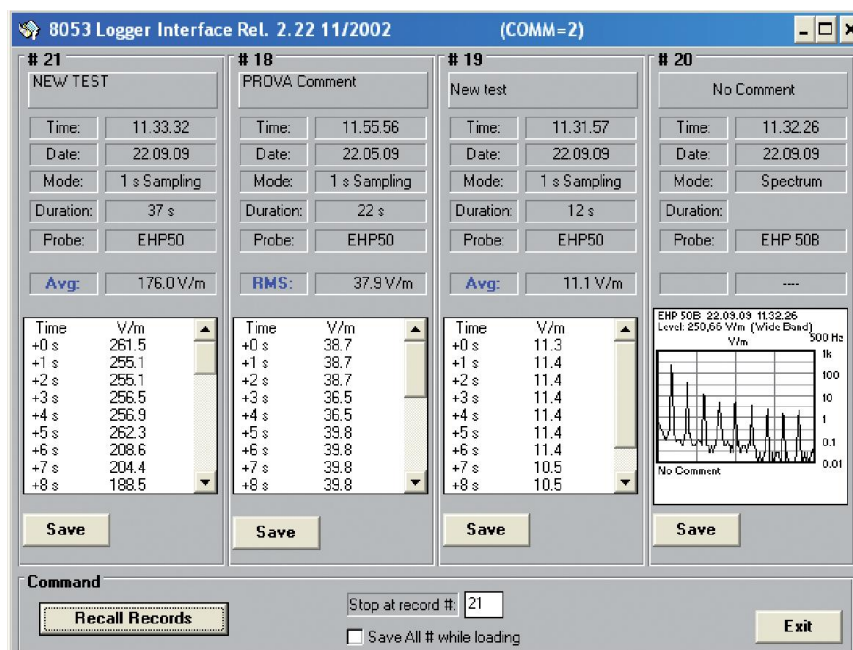 8053 Logger Interface Rel. 2.22 11/2002 (COMM=2)
# 21
NEW TEST
Time: 11.33.32
Date: 22.09.09
Mode: 1 s Sampling
Duration: 37 s
Probe: EHP50
Avg: 176.0 V/m
Time V/m
+0 s 261.5
+1 s 255.1
+2 s 255.1
+3 s 256.5
+4 s 256.9
+5 s 262.3
+6 s 208.6
+7 s 204.4
+8 s 188.5
Save
# 18
PROVA Comment
Time: 11.55.56
Date: 22.05.09
Mode: 1 s Sampling
Duration: 22 s
Probe: EHP50
RMS: 37.9 V/m
Time V/m
+0 s 38.7
+1 s 38.7
+2 s 38.7
+3 s 36.5
+4 s 36.5
+5 s 39.8
+6 s 39.8
+7 s 39.8
+8 s 39.8
Save
# 19
New test
Time: 11.31.57
Date: 22.09.09
Mode: 1 s Sampling
Duration: 12 s
Probe: EHP50
Avg: 11.1 V/m
Time V/m
+0 s 11.3
+1 s 11.4
+2 s 11.4
+3 s 11.4
+4 s 11.4
+5 s 11.4
+6 s 11.4
+7 s 10.5
+8 s 10.5
Save
# 20
No Comment
Time: 11.32.26
Date: 22.09.09
Mode: Spectrum
Duration:
Probe: EHP 50B
----
EHP 50B 22.09.09 11.32.26
Level: 250,66 V/m (Wide Band)
V/m 500 Hz
1k
100
10
1
0.1
0.01
No Comment
Save
Command
Recall Records
Stop at record #: 21
Save All # while loading
Exit